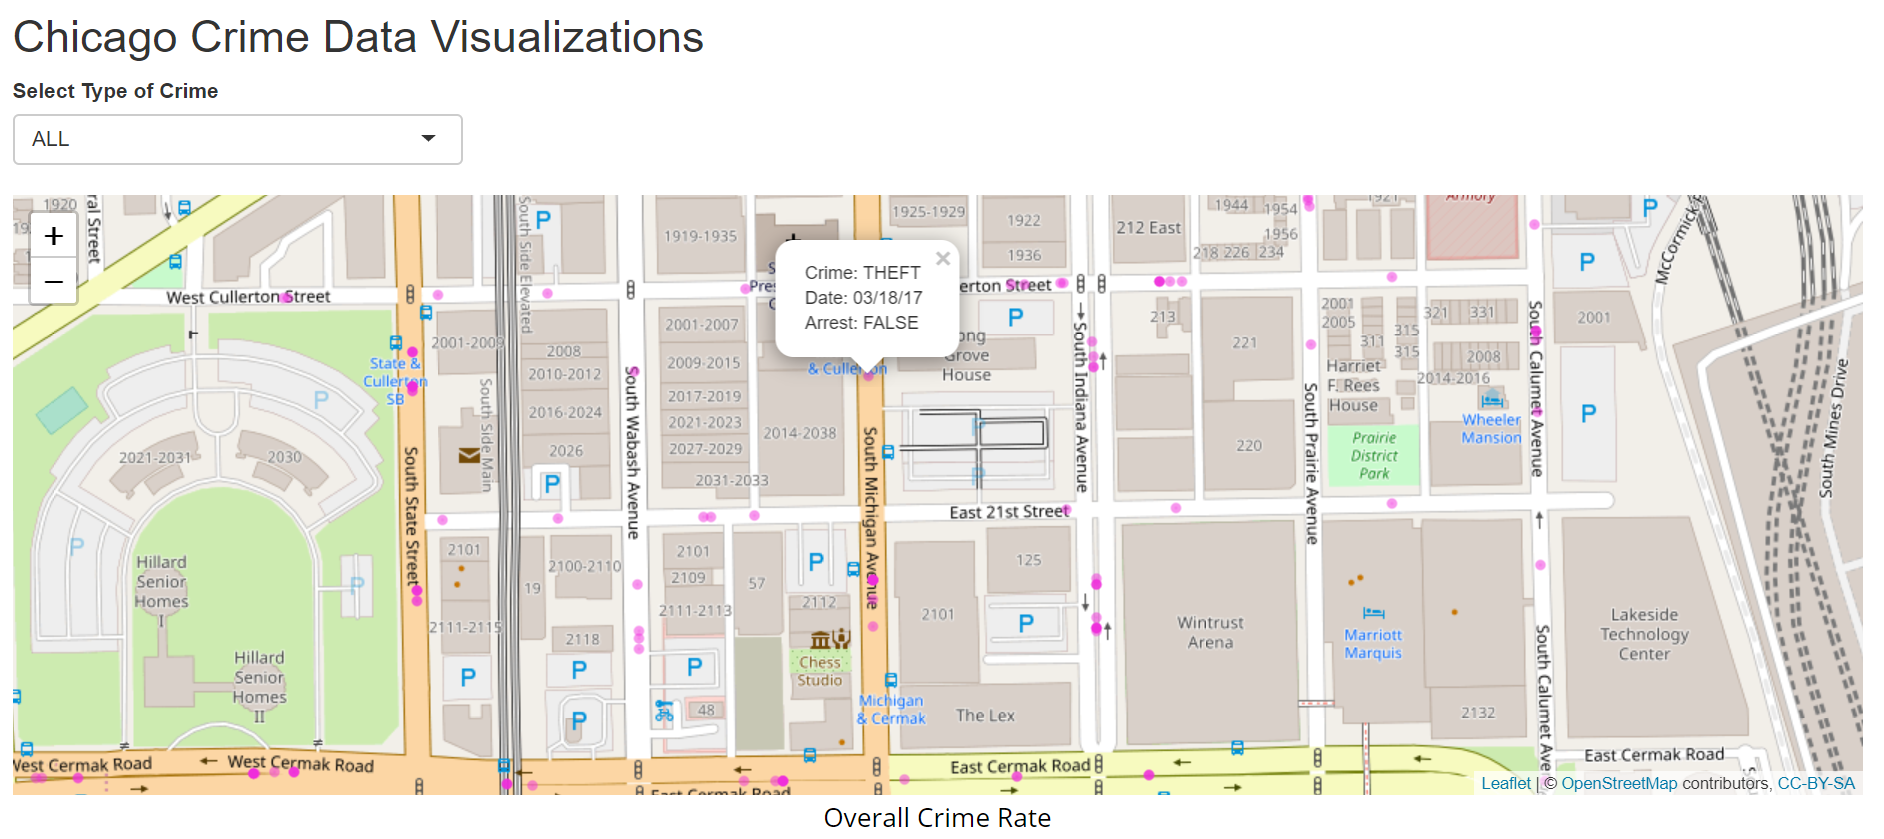 Chicago Crime Data Visualizations
Select Type of Crime
ALL
+
−
1920
South Side Elevated
P
1919-1935
1925-1929
1922
1936
212 East
1944
1954
1956
218 226 234
1921
Armory
P
McCormick
P
×
Crime: THEFT
Date: 03/18/17
Arrest: FALSE
West Cullerton Street
erton Street
& Cullerton
ong
Grove
House
P
213
221
2001
2005
311
315
315
321
331
2008
2014-2016
2001
State &
Cullerton
SB
2001-2009
2008
2010-2012
2016-2024
2026
2001-2007
2009-2015
2017-2019
2021-2023
2027-2029
2031-2033
2014-2038
South Side Main
South Wabash Avenue
South Michigan Avenue
South Indiana Avenue
South Prairie Avenue
South Calumet Avenue
South Mines Drive
South State Street
Harriet
F. Rees
House
Wheeler
Mansion
Prairie
District
Park
P
P
P
P
P
220
2021-2031
2030
East 21st Street
P
Hillard
Senior
Homes
I
P
Hillard
Senior
Homes
II
2101
2111-2115
P
19
2100-2110
2118
P
P
2101
2109
2111-2113
P
48
57
P
2112
Chess
Studio
Michigan
& Cermak
2101
125
P
The Lex
Wintrust
Arena
Marriott
Marquis
2132
Lakeside
Technology
Center
South Calumet Ave
West Cermak Road
West Cermak Road
East Cermak Road
East Cermak Road
East Cermak Road
Leaflet | © OpenStreetMap contributors, CC-BY-SA
Overall Crime Rate